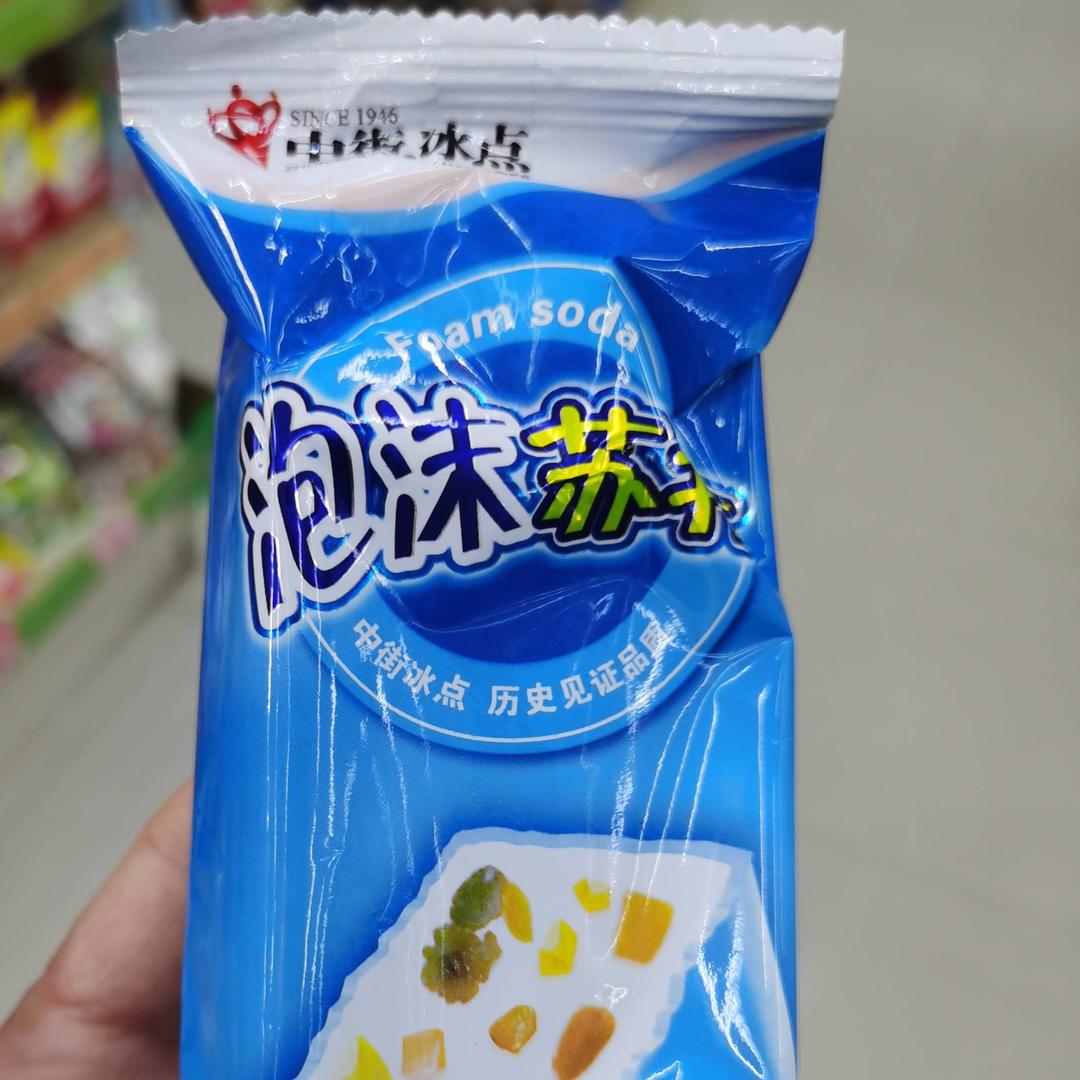 SINCE 1946
中街冰点
Foam soda
泡沫苏
中街冰点 历史见证品质